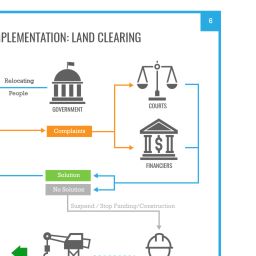 6
PLEMENTATION: LAND CLEARING
Relocating
People
GOVERNMENT
COURTS
Complaints
$
FINANCIERS
Solution
No Solution
Suspend / Stop Funding/Construction